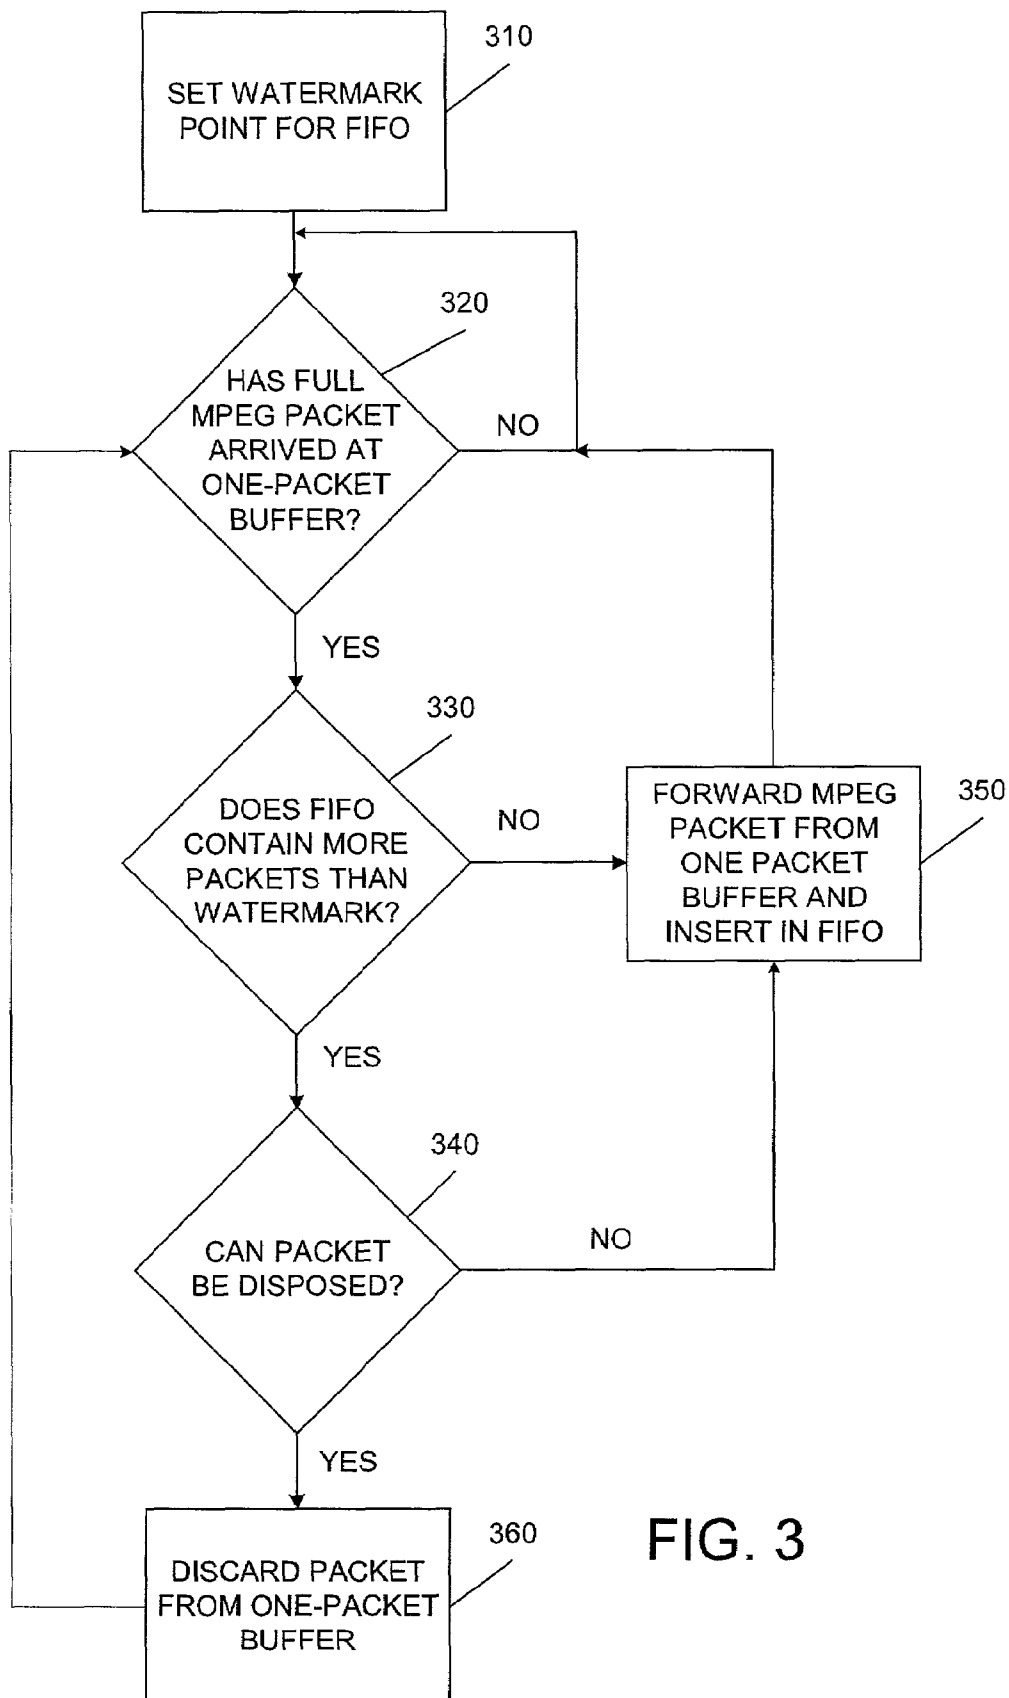 310
SET WATERMARK
POINT FOR FIFO
320
HAS FULL
MPEG PACKET
ARRIVED AT
ONE-PACKET
BUFFER?
NO
YES
330
DOES FIFO
CONTAIN MORE
PACKETS THAN
WATERMARK?
NO
350
FORWARD MPEG
PACKET FROM
ONE PACKET
BUFFER AND
INSERT IN FIFO
YES
340
CAN PACKET
BE DISPOSED?
NO
YES
360
DISCARD PACKET
FROM ONE-PACKET
BUFFER
FIG. 3